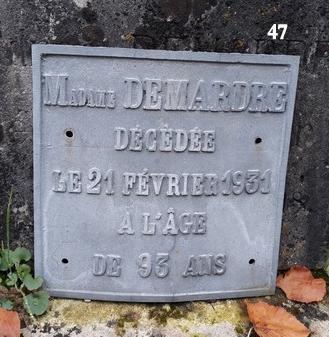 47
MADAME DEMARDRE
DÉCÉDÉE
LE 21 FÉVRIER 1931
A L'ÂGE
DE 93 ANS